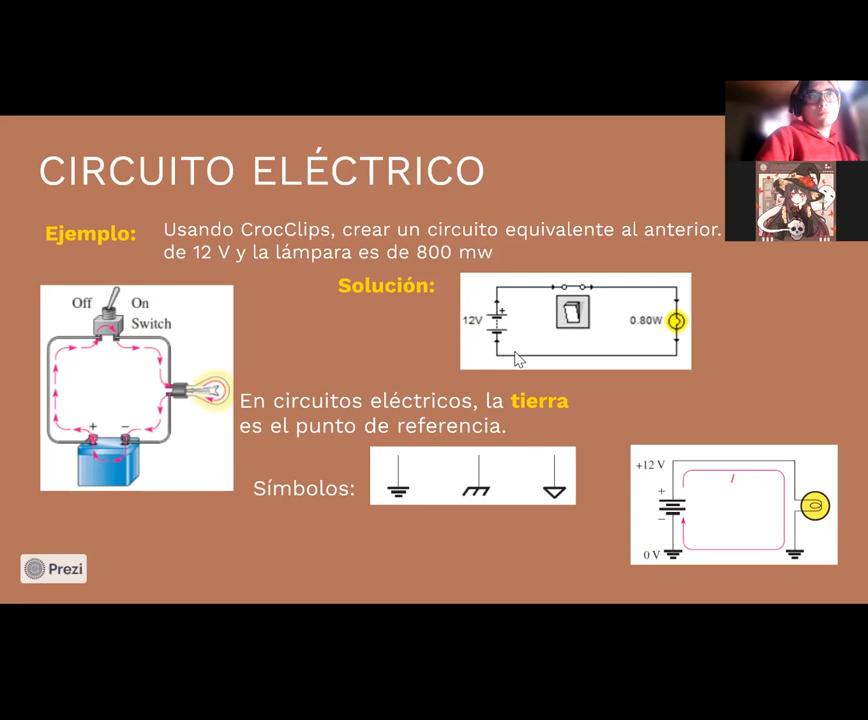 CIRCUITO ELÉCTRICO
Ejemplo:
Usando CrocClips, crear un circuito equivalente al anterior.
de 12 V y la lámpara es de 800 mw
Solución:
Off
On
Switch
+ −
12V
+
0.80W
En circuitos eléctricos, la tierra
es el punto de referencia.
Símbolos:
+12 V
I
+
−
0 V
Prezi